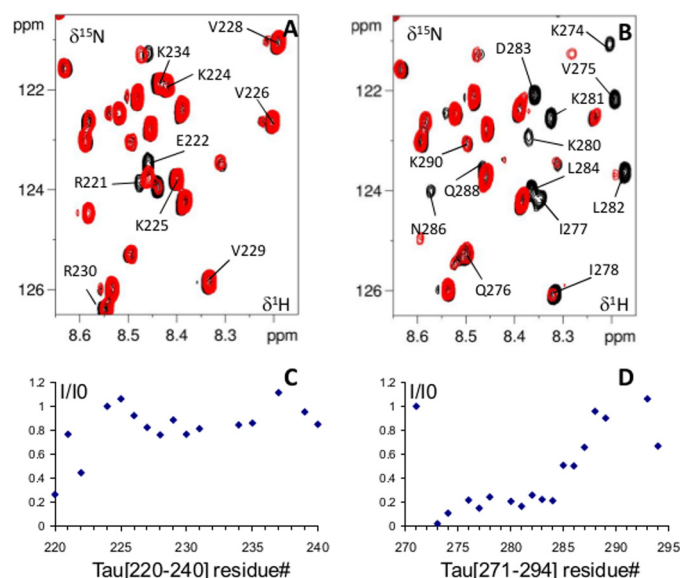 ppm δ¹⁵N A
V228
K234
K224
122
V226
E222
124
R221
K225
V229
R230
126
δ¹H
8.6 8.5 8.4 8.3 ppm
ppm δ¹⁵N B
K274
D283
V275
122
K281
K280
K290
L284
124
Q288
L282
N286
I277
I278
126
Q276
δ¹H
8.6 8.5 8.4 8.3 ppm
1.2 I/I0 C
1
0.8
0.6
0.4
0.2
0
220 225 230 235 240
Tau[220-240] residue#
1.2 I/I0 D
1
0.8
0.6
0.4
0.2
0
270 275 280 285 290 295
Tau[271-294] residue#